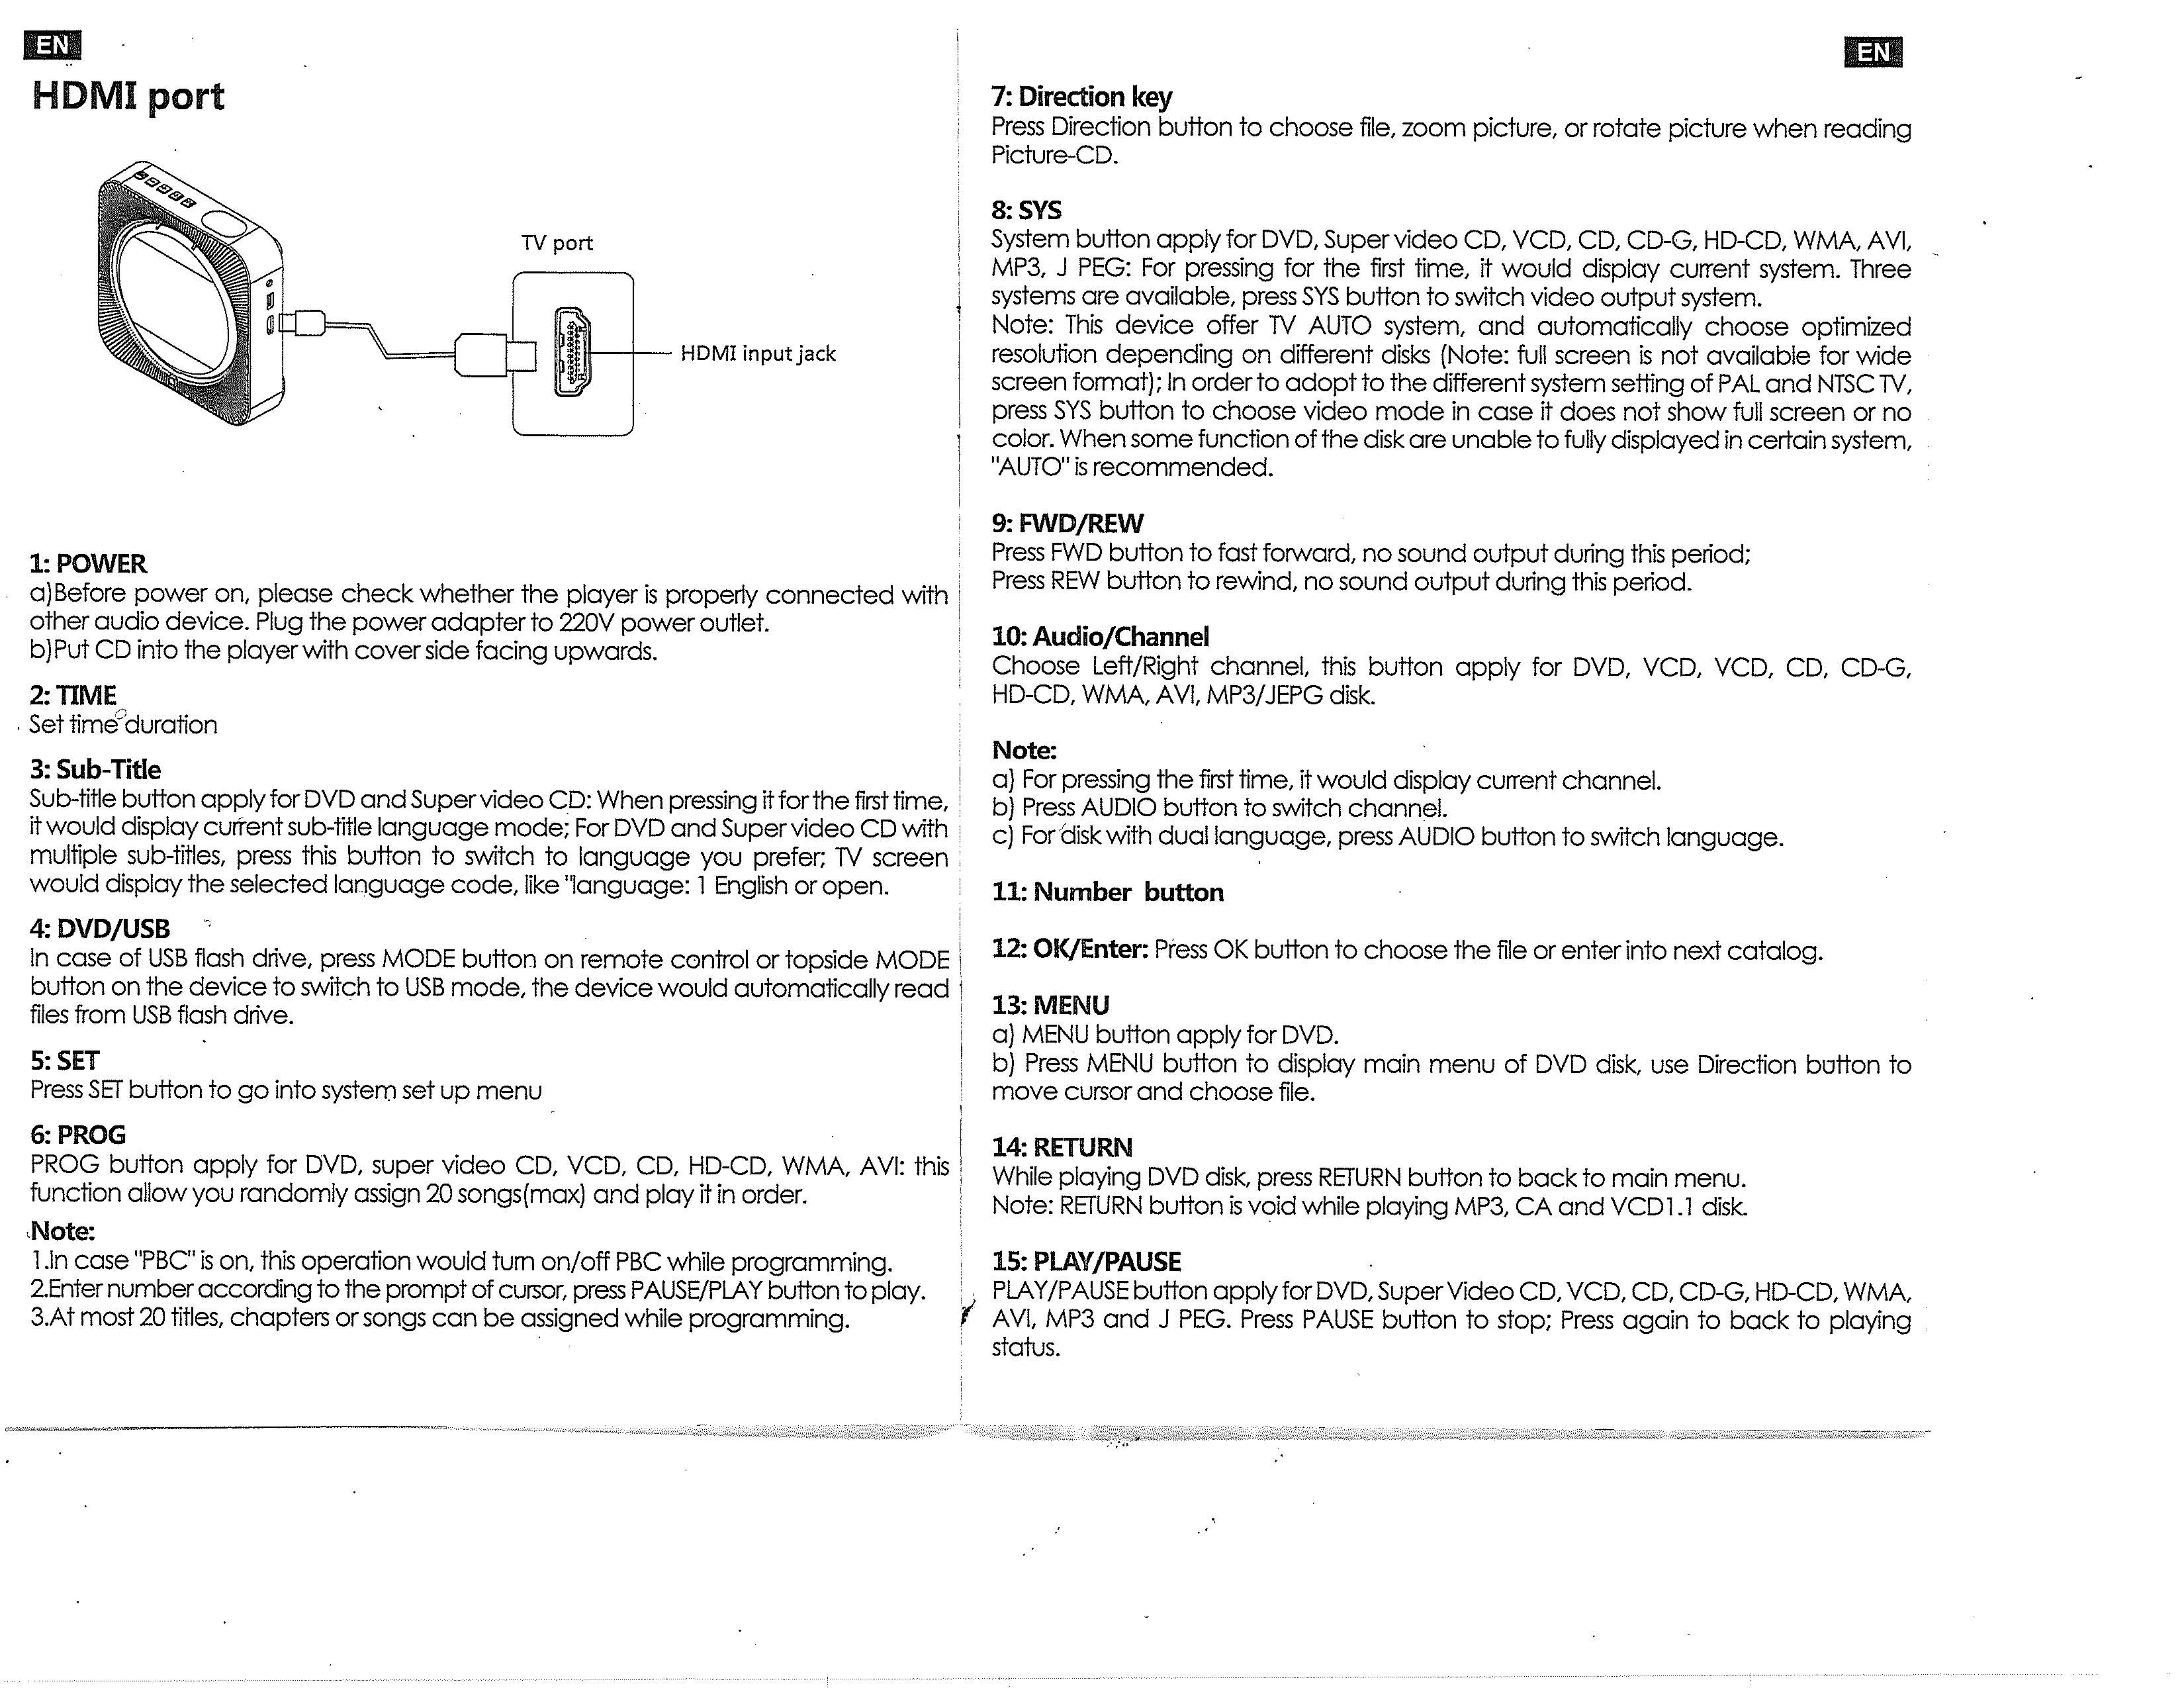 EN
HDMI port
TV port
HDMI input jack
1: POWER
a)Before power on, please check whether the player is properly connected with
other audio device. Plug the power adapter to 220V power outlet.
b)Put CD into the player with cover side facing upwards.
2: TIME
Set time duration
3: Sub-Title
Sub-title button apply for DVD and Super video CD: When pressing it for the first time,
it would display current sub-title language mode; For DVD and Super video CD with
multiple sub-titles, press this button to switch to language you prefer; TV screen
would display the selected language code, like "language: 1 English or open.
4: DVD/USB
In case of USB flash drive, press MODE button on remote control or topside MODE
button on the device to switch to USB mode, the device would automatically read
files from USB flash drive.
5: SET
Press SET button to go into system set up menu
6: PROG
PROG button apply for DVD, super video CD, VCD, CD, HD-CD, WMA, AVI: this
function allow you randomly assign 20 songs(max) and play it in order.
Note:
1.In case "PBC" is on, this operation would turn on/off PBC while programming.
2.Enter number according to the prompt of cursor, press PAUSE/PLAY button to play.
3.At most 20 titles, chapters or songs can be assigned while programming.
EN
7: Direction key
Press Direction button to choose file, zoom picture, or rotate picture when reading
Picture-CD.
8: SYS
System button apply for DVD, Super video CD, VCD, CD, CD-G, HD-CD, WMA, AVI,
MP3, J PEG: For pressing for the first time, it would display current system. Three
systems are available, press SYS button to switch video output system.
Note: This device offer TV AUTO system, and automatically choose optimized
resolution depending on different disks (Note: full screen is not available for wide
screen format); In order to adopt to the different system setting of PAL and NTSC TV,
press SYS button to choose video mode in case it does not show full screen or no
color. When some function of the disk are unable to fully displayed in certain system,
"AUTO" is recommended.
9: FWD/REW
Press FWD button to fast forward, no sound output during this period;
Press REW button to rewind, no sound output during this period.
10: Audio/Channel
Choose Left/Right channel, this button apply for DVD, VCD, VCD, CD, CD-G,
HD-CD, WMA, AVI, MP3/JEPG disk.
Note:
a) For pressing the first time, it would display current channel.
b) Press AUDIO button to switch channel.
c) For disk with dual language, press AUDIO button to switch language.
11: Number button
12: OK/Enter: Press OK button to choose the file or enter into next catalog.
13: MENU
a) MENU button apply for DVD.
b) Press MENU button to display main menu of DVD disk, use Direction button to
move cursor and choose file.
14: RETURN
While playing DVD disk, press RETURN button to back to main menu.
Note: RETURN button is void while playing MP3, CA and VCD1.1 disk.
15: PLAY/PAUSE
PLAY/PAUSE button apply for DVD, Super Video CD, VCD, CD, CD-G, HD-CD, WMA,
AVI, MP3 and J PEG. Press PAUSE button to stop; Press again to back to playing
status.